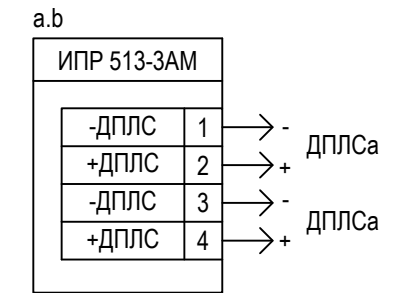 a.b
ИПР 513-3АМ
-ДПЛС 1 -
+ДПЛС 2 +
ДПЛСа
-ДПЛС 3 -
+ДПЛС 4 +
ДПЛСа